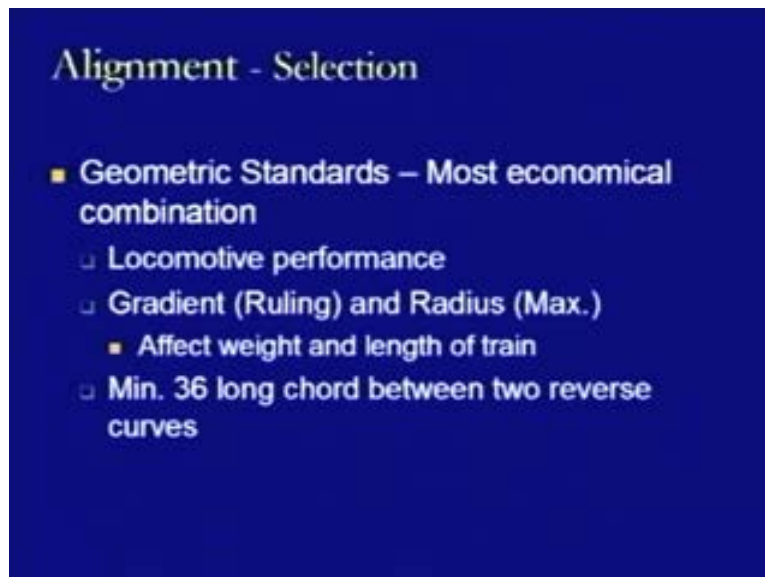 Alignment - Selection
Geometric Standards – Most economical
combination
Locomotive performance
Gradient (Ruling) and Radius (Max.)
Affect weight and length of train
Min. 36 long chord between two reverse
curves